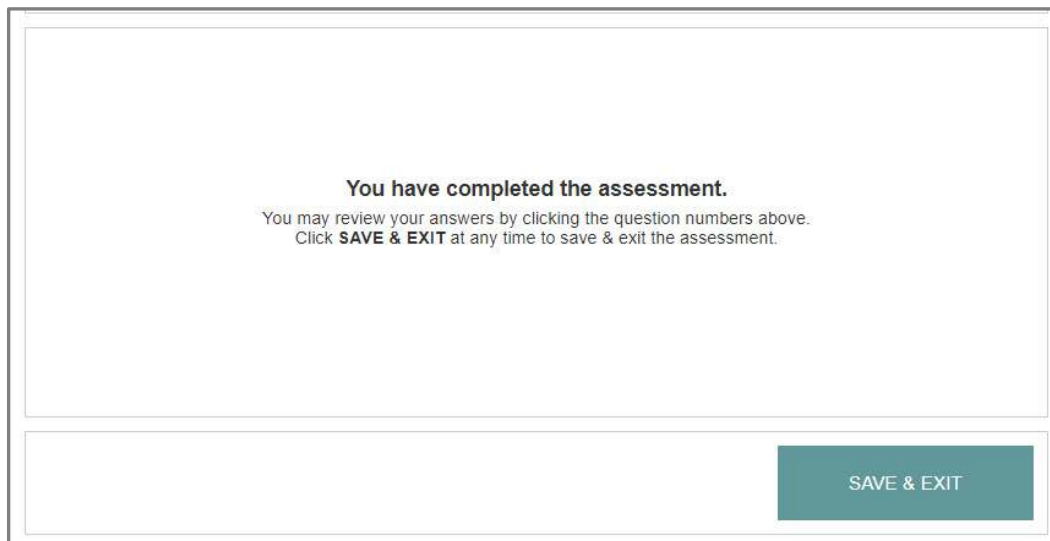 You have completed the assessment.
You may review your answers by clicking the question numbers above.
Click SAVE & EXIT at any time to save & exit the assessment.
SAVE & EXIT